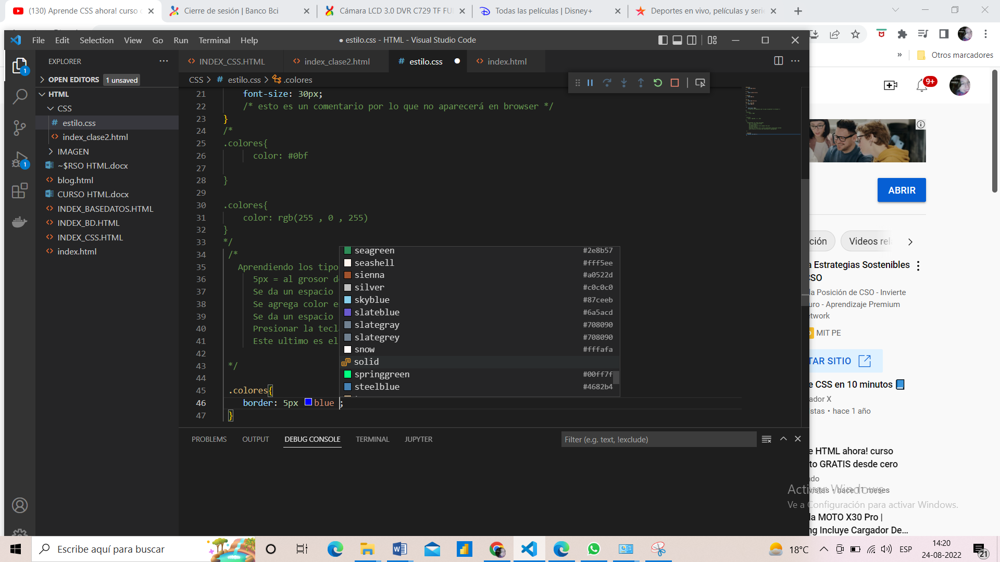 (130) Aprende CSS ahora! curso
Cierre de sesión | Banco Bci
Cámara LCD 3.0 DVR C729 TF FU
Todas las películas | Disney+
Deportes en vivo, películas y serie
Otros marcadores
File Edit Selection View Go Run Terminal Help
● estilo.css - HTML - Visual Studio Code
EXPLORER
INDEX_CSS.HTML
index_clase2.html
estilo.css
index.html
OPEN EDITORS 1 unsaved
CSS > # estilo.css > .colores
HTML
CSS
estilo.css
index_clase2.html
IMAGEN
~$RSO HTML.docx
blog.html
CURSO HTML.docx
INDEX_BASEDATOS.HTML
INDEX_BD.HTML
INDEX_CSS.HTML
index.html
1
1
21 font-size: 30px;
22 /* esto es un comentario por lo que no aparecerá en browser */
23 }
24 /*
25 .colores{
26 color: #0bf
27
28 }
29
30 .colores{
31 color: rgb(255 , 0 , 255)
32 }
33 */
34 /*
35 Aprendiendo los tipo
36 5px = al grosor d
37 Se da un espacio
38 Se agrega color e
39 Se da un espacio
40 Presionar la tecl
41 Este ultimo es el
42
43 */
44
45 .colores{
46 border: 5px blue ;
47 }
seagreen #2e8b57
seashell #fff5ee
sienna #a0522d
silver #c0c0c0
skyblue #87ceeb
slateblue #6a5acd
slategray #708090
slategrey #708090
snow #fffafa
solid
springgreen #00ff7f
steelblue #4682b4
PROBLEMS OUTPUT DEBUG CONSOLE TERMINAL JUPYTER
Filter (e.g. text, !exclude)
9+
ABRIR
ción
Videos rel
a Estrategias Sostenibles
CSO
la Posición de CSO - Invierte
uro - Aprendizaje Premium
etwork
MIT PE
TAR SITIO
e CSS en 10 minutos
ador X
stas • hace 1 año
e HTML ahora! curso
to GRATIS desde cero
do
vistas • hace 11 meses
Activar Windows
Ve a Configuración para activar Windows.
la MOTO X30 Pro |
ng Incluye Cargador De...
Escribe aquí para buscar
18°C
ESP
14:20
24-08-2022
21